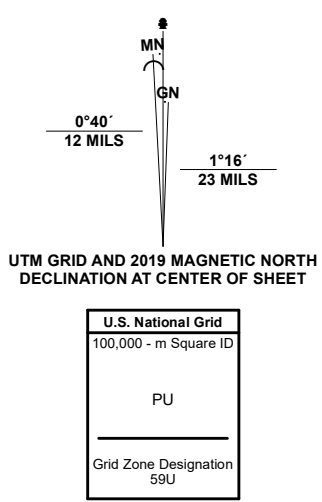 MN
GN
0°40´
12 MILS
1°16´
23 MILS
UTM GRID AND 2019 MAGNETIC NORTH
DECLINATION AT CENTER OF SHEET
U.S. National Grid
100,000 - m Square ID
PU
Grid Zone Designation
59U